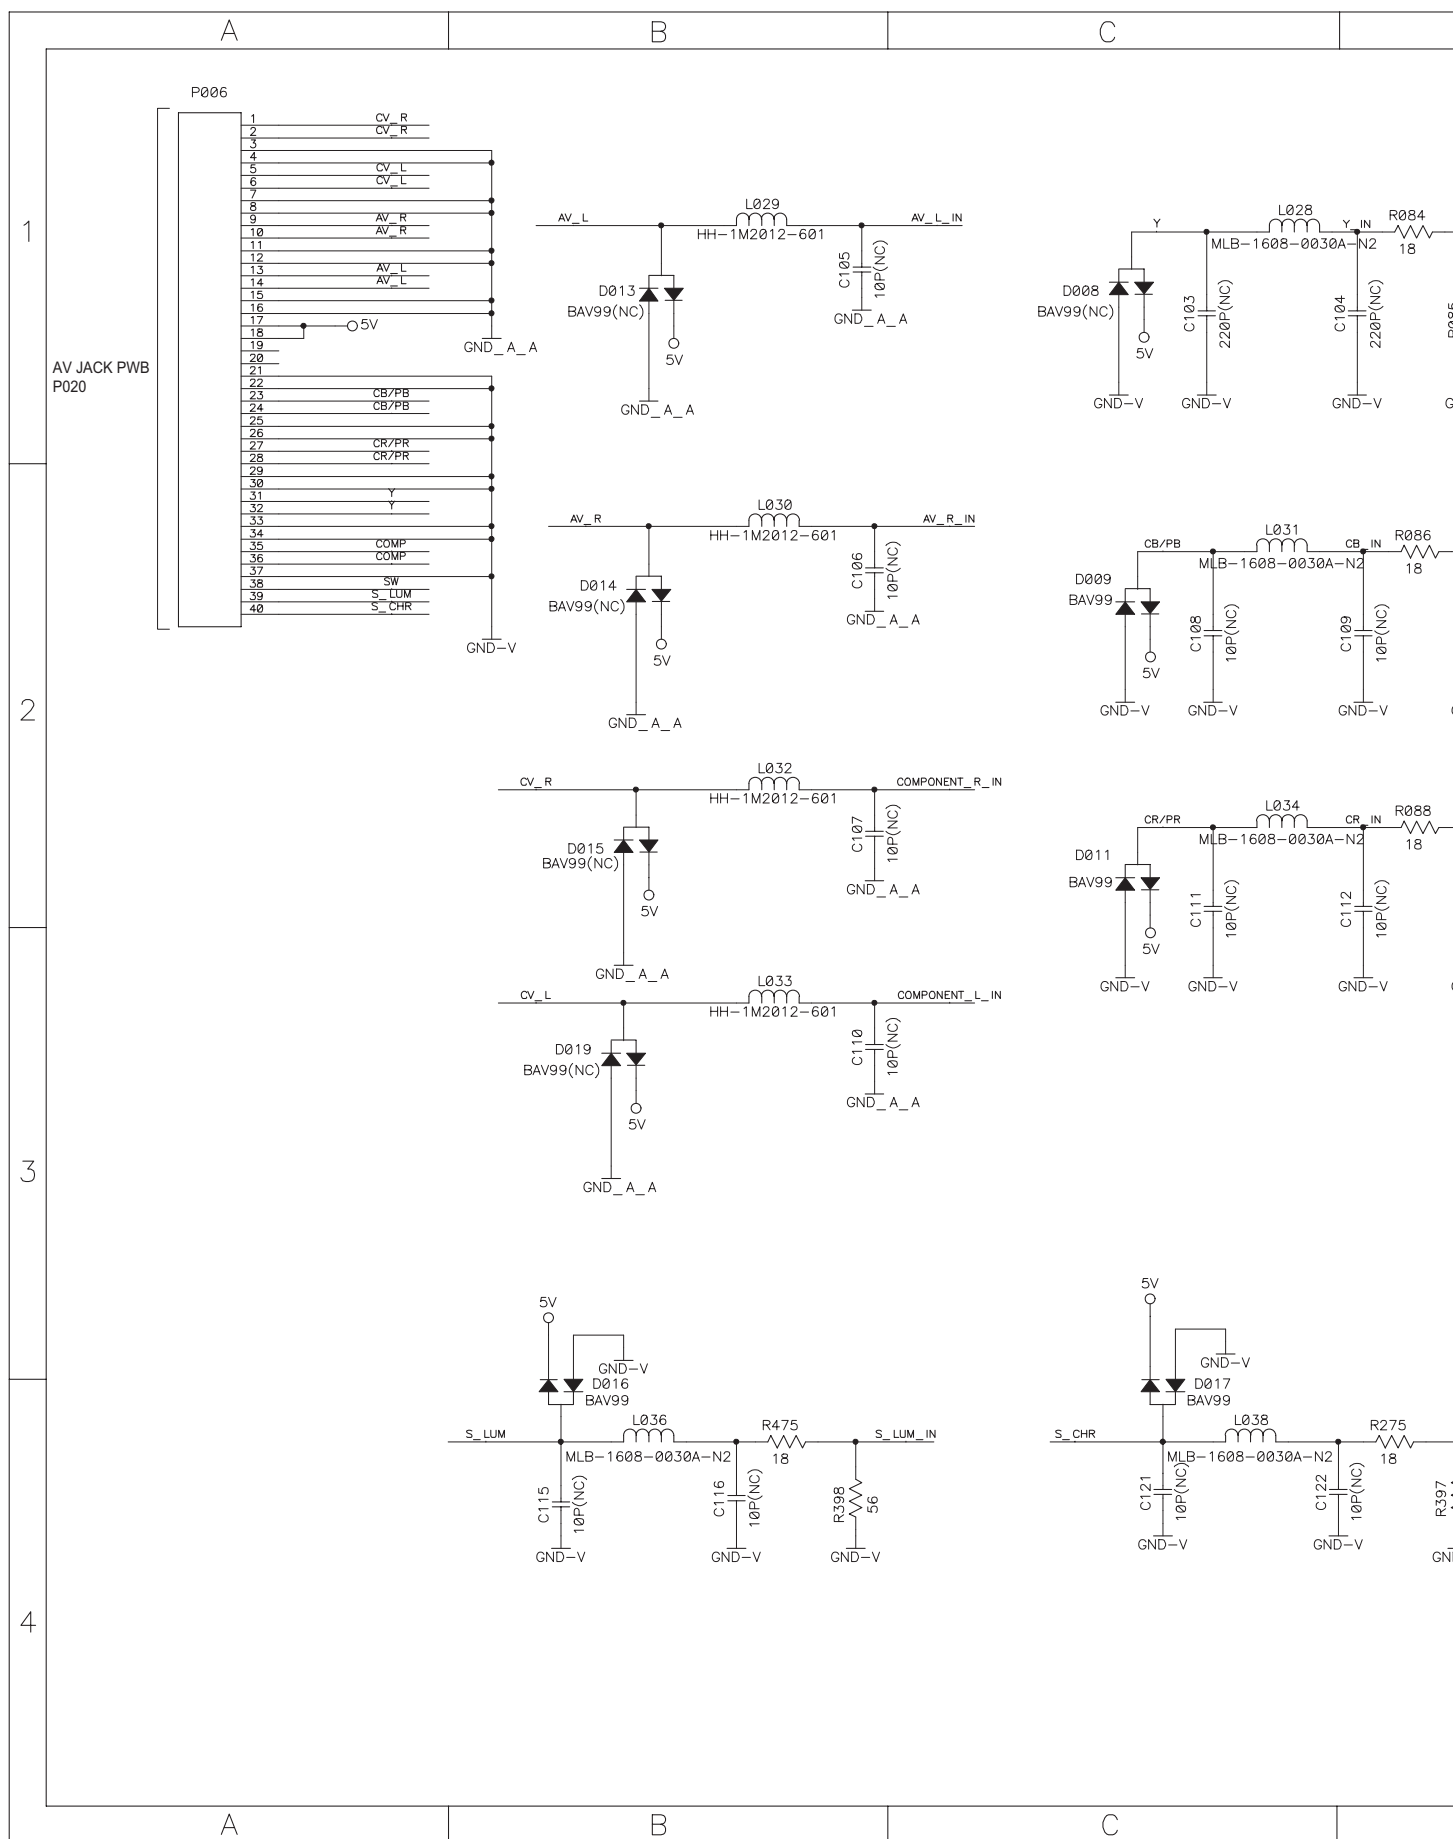 A B C
P006
1 CV_R
2 CV_R
3
4
5 CV_L
6 CV_L
7
8
9 AV_R
10 AV_R
11
12
13 AV_L
14 AV_L
15
16
17 5V
18
19
20
21
22
23 CB/PB
24 CB/PB
25
26
27 CR/PR
28 CR/PR
29
30
31 Y
32 Y
33
34
35 COMP
36 COMP
37
38 SW
39 S_LUM
40 S_CHR
GND_A_A
GND-V
AV JACK PWB
P020
1
2
3
4
AV_L L029 AV_L_IN
HH-1M2012-601
D013
BAV99(NC)
5V
GND_A_A
C105
10P(NC)
GND_A_A
Y L028 Y_IN R084
MLB-1608-0030A-N2 18
D008
BAV99(NC)
5V
C103
220P(NC)
C104
220P(NC)
GND-V GND-V GND-V
AV_R L030 AV_R_IN
HH-1M2012-601
D014
BAV99(NC)
5V
GND_A_A
C106
10P(NC)
GND_A_A
CB/PB L031 CB_IN R086
MLB-1608-0030A-N2 18
D009
BAV99
5V
C108
10P(NC)
C109
10P(NC)
GND-V GND-V GND-V
CV_R L032 COMPONENT_R_IN
HH-1M2012-601
D015
BAV99(NC)
5V
GND_A_A
C107
10P(NC)
GND_A_A
CR/PR L034 CR_IN R088
MLB-1608-0030A-N2 18
D011
BAV99
5V
C111
10P(NC)
C112
10P(NC)
GND-V GND-V GND-V
CV_L L033 COMPONENT_L_IN
HH-1M2012-601
D019
BAV99(NC)
5V
GND_A_A
C110
10P(NC)
GND_A_A
5V
GND-V
D016
BAV99
S_LUM L036 R475 S_LUM_IN
MLB-1608-0030A-N2 18
C115
10P(NC)
C116
10P(NC)
R398
56
GND-V GND-V GND-V
5V
GND-V
D017
BAV99
S_CHR L038 R275
MLB-1608-0030A-N2 18
C121
10P(NC)
C122
10P(NC)
R397
GND-V GND-V
A B C